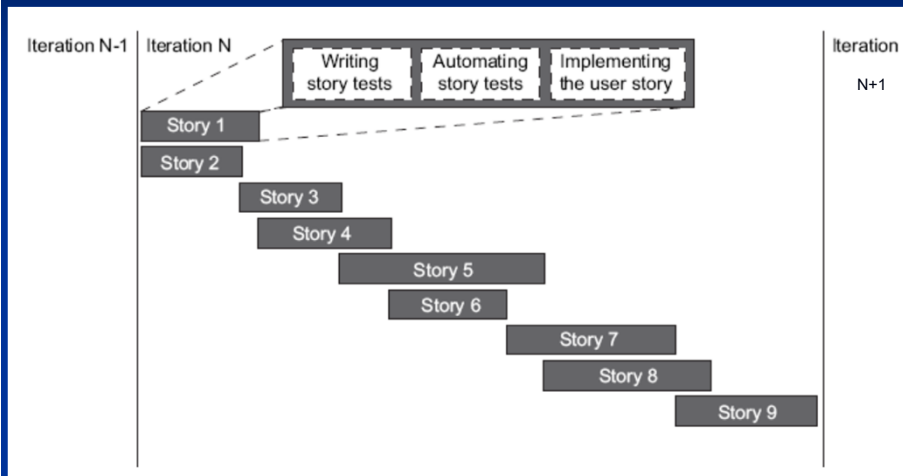 Iteration N-1
Iteration N
Writing
story tests
Automating
story tests
Implementing
the user story
Iteration
N+1
Story 1
Story 2
Story 3
Story 4
Story 5
Story 6
Story 7
Story 8
Story 9